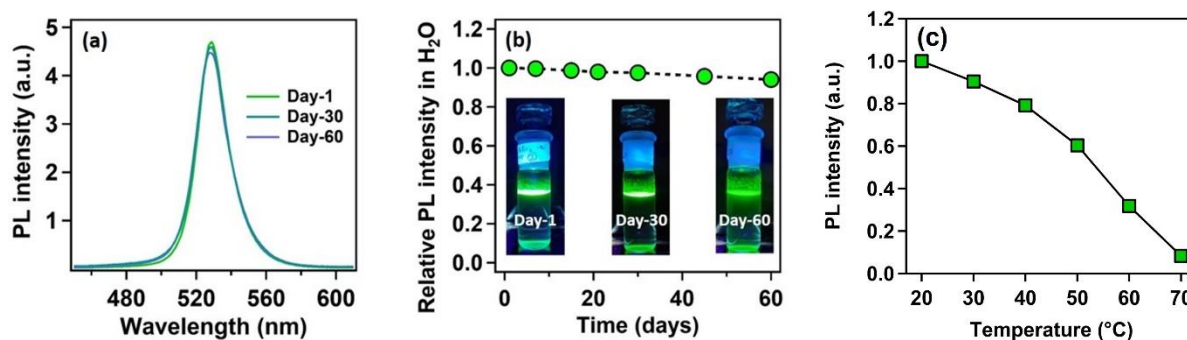 (a)
5
4
3
2
1
PL intensity (a.u.)
Day-1
Day-30
Day-60
480 520 560 600
Wavelength (nm)
(b)
1.2
1.0
0.8
0.6
0.4
0.2
0.0
Relative PL intensity in H₂O
Day-1 Day-30 Day-60
0 20 40 60
Time (days)
(c)
1.2
1.0
0.8
0.6
0.4
0.2
0.0
PL intensity (a.u.)
20 30 40 50 60 70
Temperature (°C)